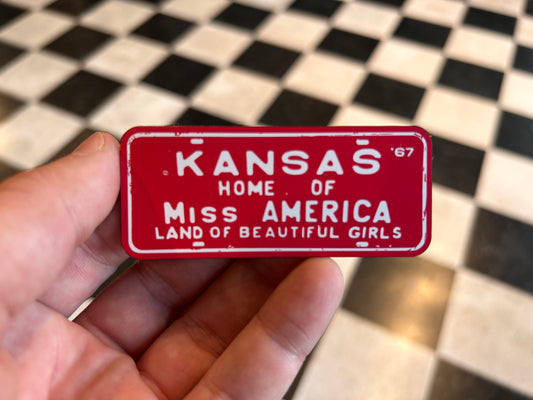 KANSAS '67
HOME OF
MISS AMERICA
LAND OF BEAUTIFUL GIRLS